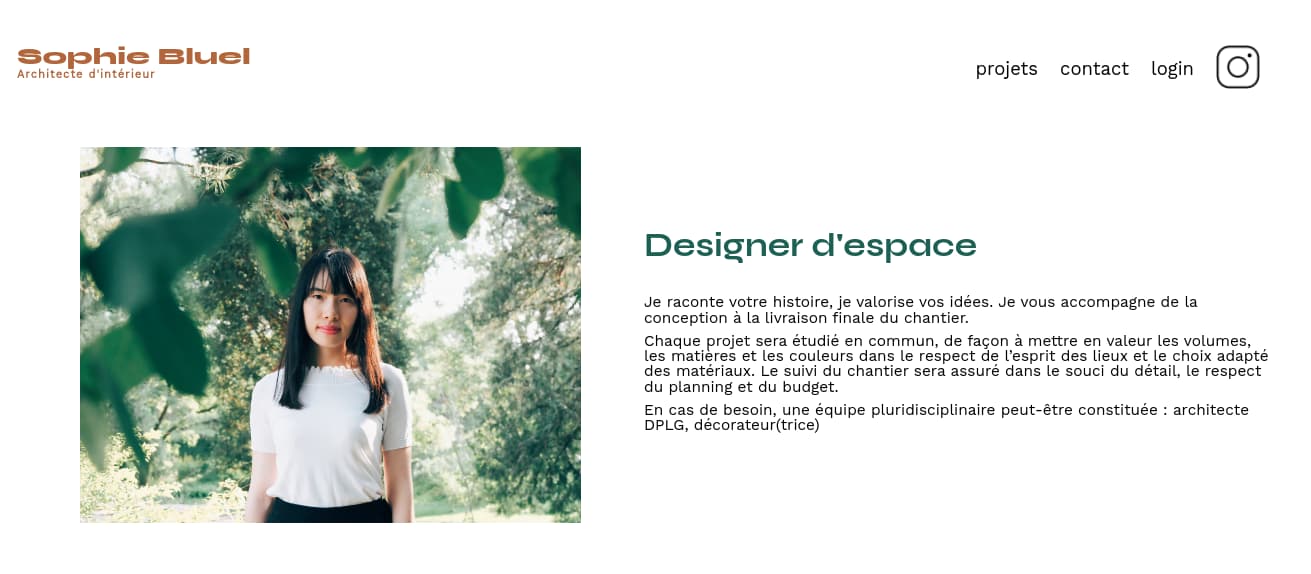 Sophie Bluel
Architecte d'intérieur
projets contact login
Designer d'espace
Je raconte votre histoire, je valorise vos idées. Je vous accompagne de la
conception à la livraison finale du chantier.
Chaque projet sera étudié en commun, de façon à mettre en valeur les volumes,
les matières et les couleurs dans le respect de l’esprit des lieux et le choix adapté
des matériaux. Le suivi du chantier sera assuré dans le souci du détail, le respect
du planning et du budget.
En cas de besoin, une équipe pluridisciplinaire peut-être constituée : architecte
DPLG, décorateur(trice)